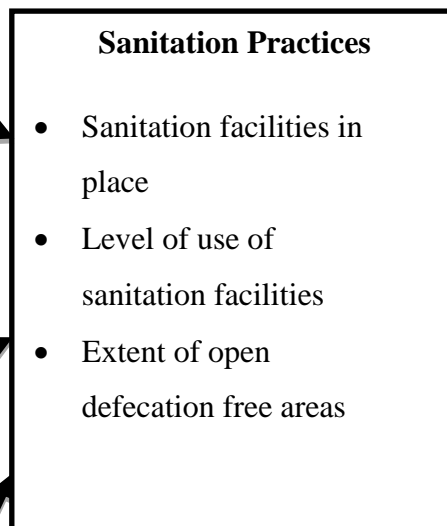 Sanitation Practices
• Sanitation facilities in
place
• Level of use of
sanitation facilities
• Extent of open
defecation free areas